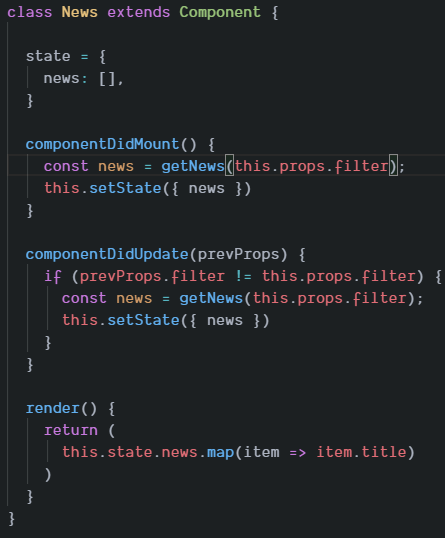 class News extends Component {
state = {
news: [],
}
componentDidMount() {
const news = getNews(this.props.filter);
this.setState({ news })
}
componentDidUpdate(prevProps) {
if (prevProps.filter != this.props.filter) {
const news = getNews(this.props.filter);
this.setState({ news })
}
}
render() {
return (
this.state.news.map(item => item.title)
)
}
}